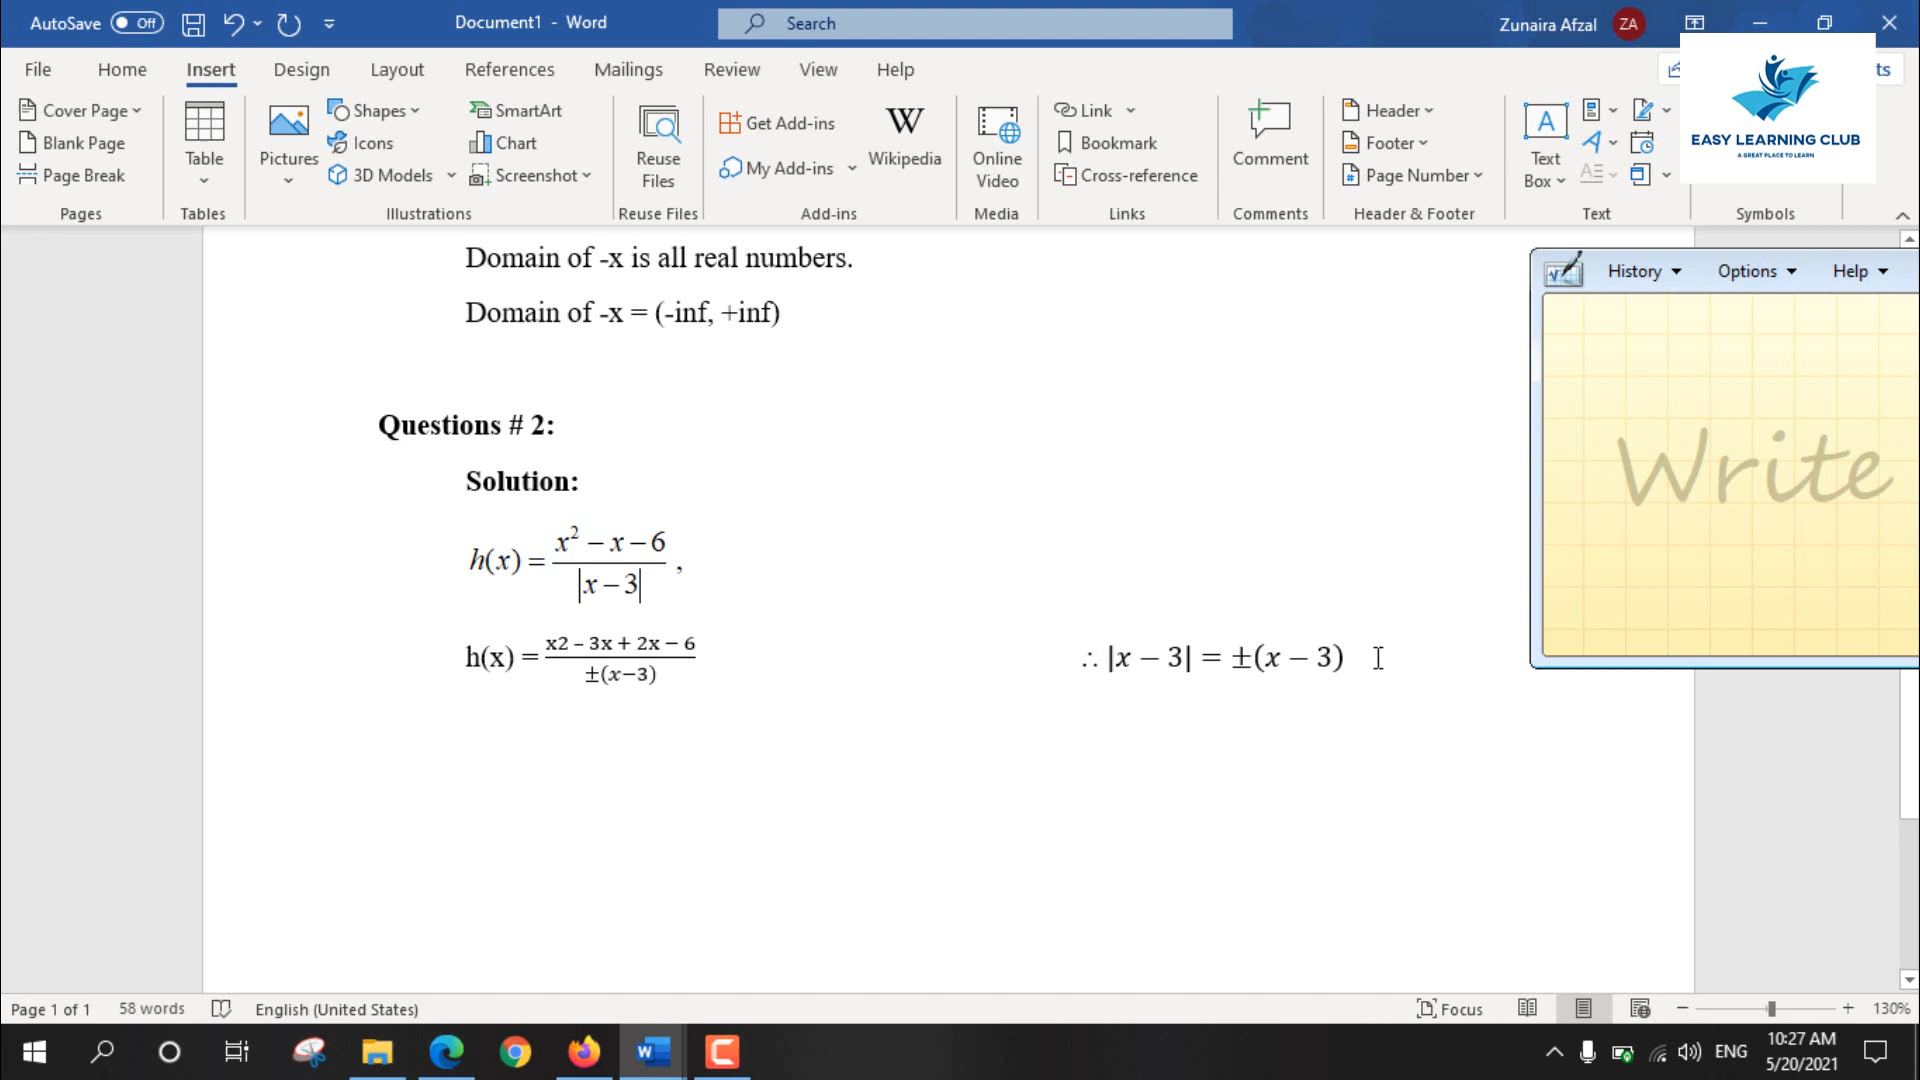 AutoSave Off Document1 - Word Search Zunaira Afzal ZA
File Home Insert Design Layout References Mailings Review View Help ts
EASY LEARNING CLUB
A GREAT PLACE TO LEARN
Cover Page
Blank Page
Page Break
Pages
Table
Tables
Pictures
Shapes
Icons
3D Models
SmartArt
Chart
Screenshot
Illustrations
Reuse
Files
Reuse Files
Get Add-ins
My Add-ins
W
Wikipedia
Add-ins
Online
Video
Media
Link
Bookmark
Cross-reference
Links
Comment
Comments
Header
Footer
Page Number
Header & Footer
A
Text
Box
Text
Symbols
Domain of -x is all real numbers.
Domain of -x = (-inf, +inf)
Questions # 2:
Solution:
h(x) = x² − x − 6 / |x − 3| ,
h(x) = x2 – 3x + 2x – 6 / ±(x−3) ∴ |x − 3| = ±(x − 3)
History Options Help
Write
Page 1 of 1 58 words English (United States) Focus 130%
ENG 10:27 AM
5/20/2021